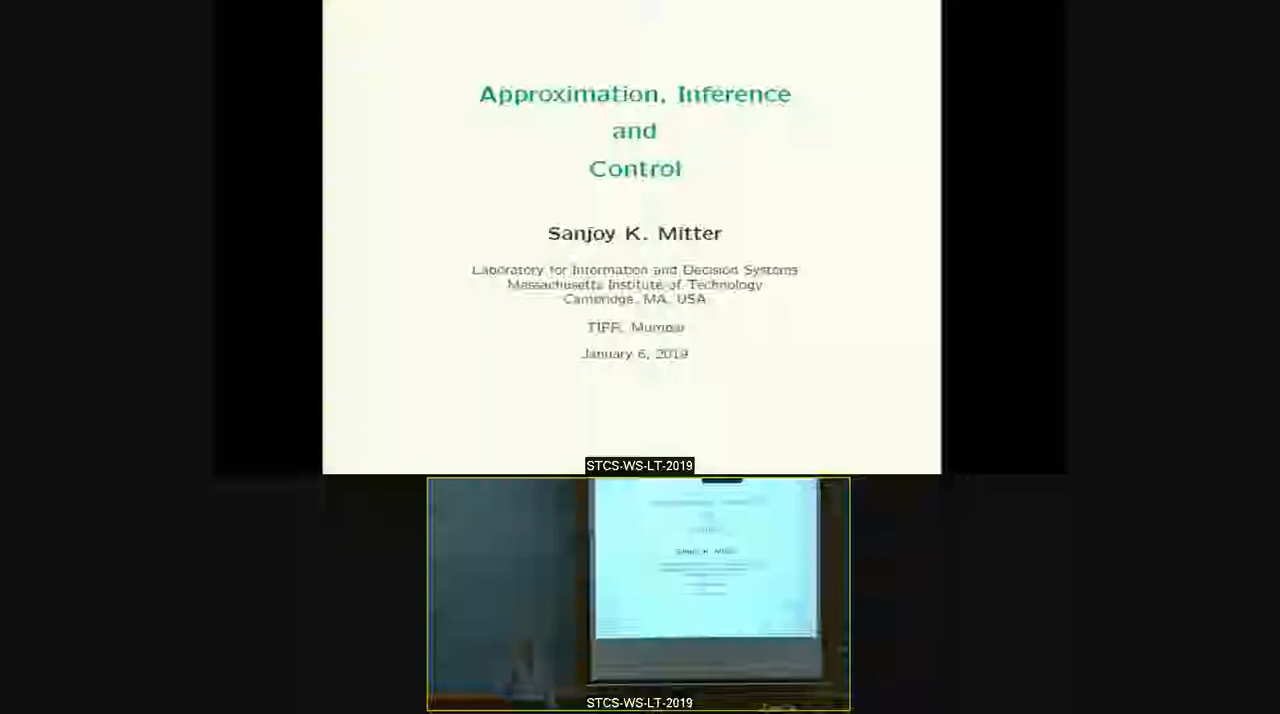 Approximation, Inference
and
Control
Sanjoy K. Mitter
Laboratory for Information and Decision Systems
Massachusetts Institute of Technology
Cambridge, MA, USA
TIFR, Mumbai
January 6, 2019
STCS-WS-LT-2019
STCS-WS-LT-2019